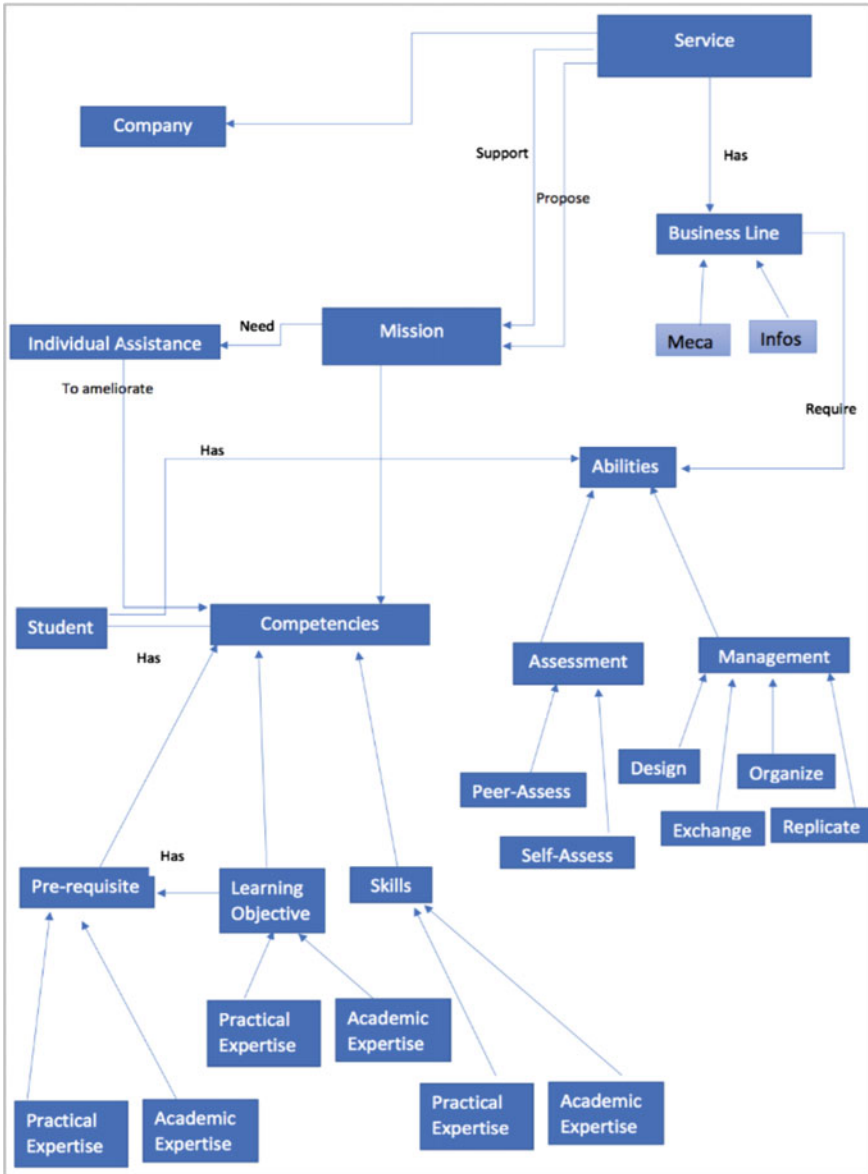 Service
Company
Support
Has
Propose
Business Line
Need
Mission
Individual Assistance
Meca
Infos
To ameliorate
Require
Has
Abilities
Student
Competencies
Has
Assessment
Management
Design
Organize
Peer-Assess
Exchange
Replicate
Self-Assess
Has
Pre-requisite
Learning
Objective
Skills
Practical
Expertise
Academic
Expertise
Practical
Expertise
Academic
Expertise
Practical
Expertise
Academic
Expertise